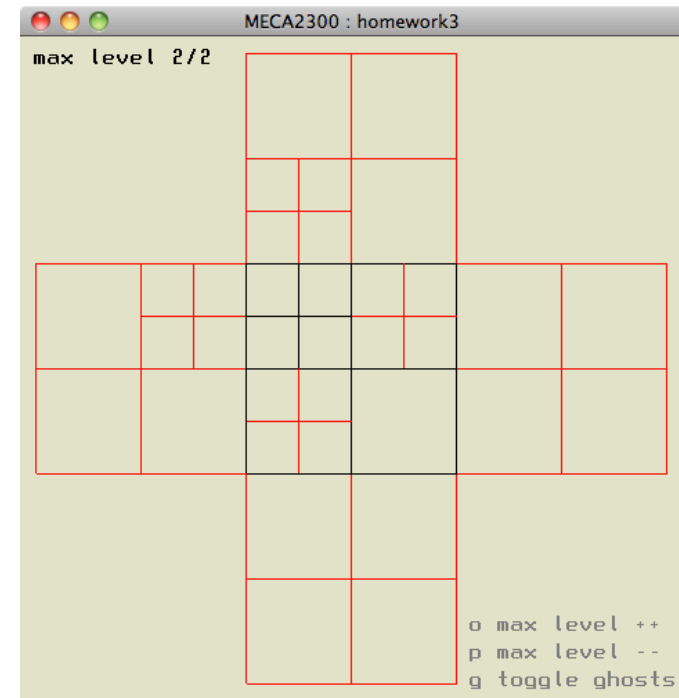 MECA2300 : homework3
max level 2/2
o max level ++
p max level --
g toggle ghosts